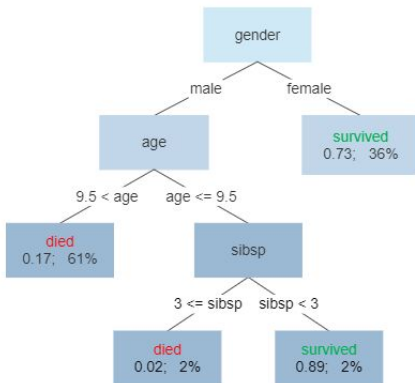 gender
male female
age
survived
0.73; 36%
9.5 < age age <= 9.5
died
0.17; 61%
sibsp
3 <= sibsp sibsp < 3
died
0.02; 2%
survived
0.89; 2%